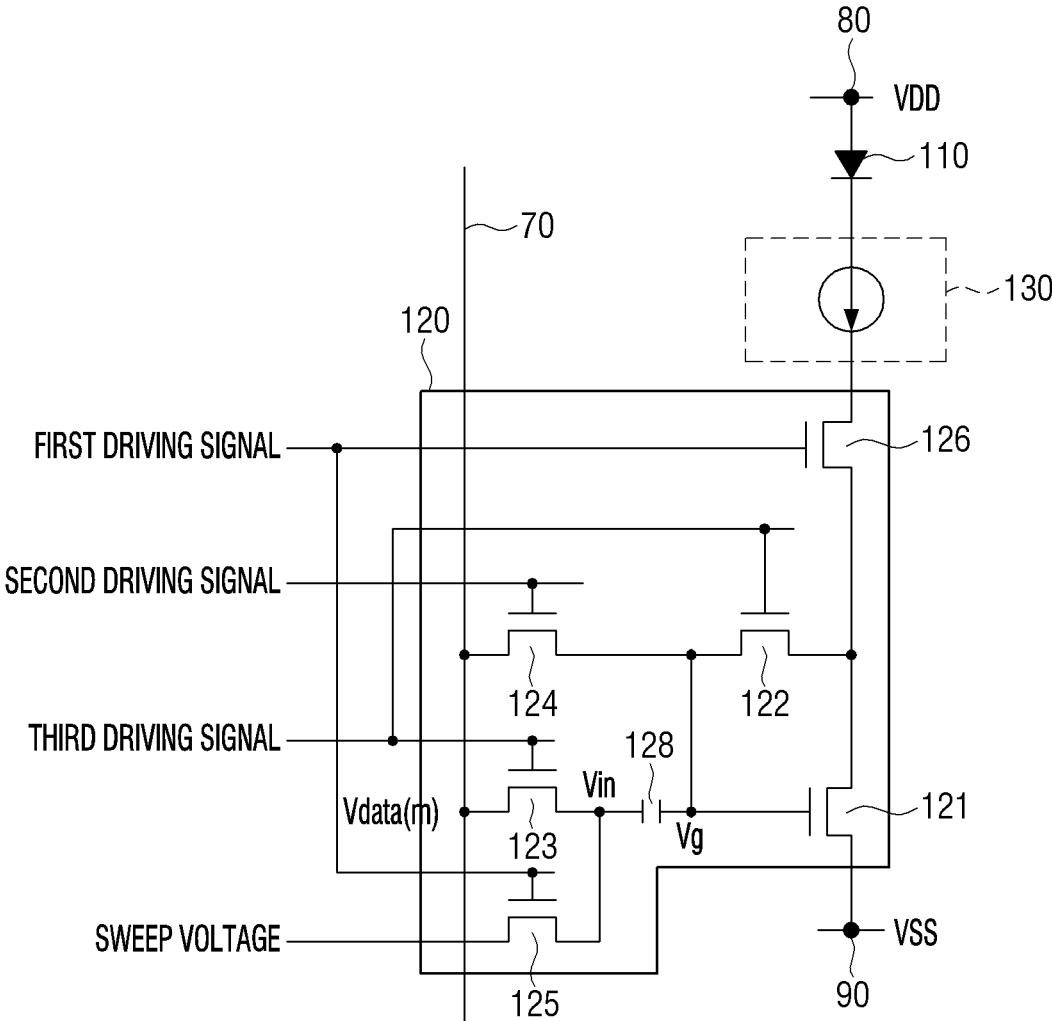 80
VDD
110
70
130
120
FIRST DRIVING SIGNAL
126
SECOND DRIVING SIGNAL
124
122
THIRD DRIVING SIGNAL
128
Vin
Vdata(m)
121
123
Vg
SWEEP VOLTAGE
VSS
125
90